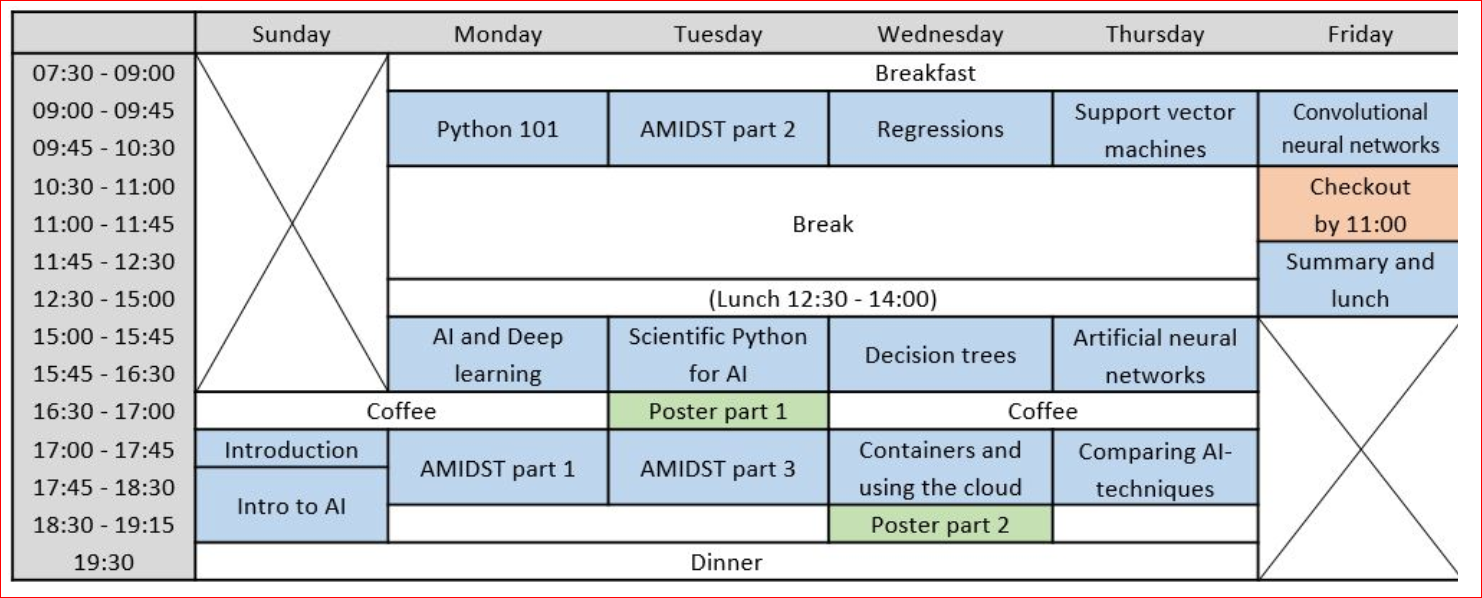 Sunday Monday Tuesday Wednesday Thursday Friday
07:30 - 09:00 Breakfast
09:00 - 09:45 Python 101 AMIDST part 2 Regressions Support vector Convolutional
09:45 - 10:30 machines neural networks
10:30 - 11:00 Break Checkout
11:00 - 11:45 by 11:00
11:45 - 12:30 Summary and
12:30 - 15:00 (Lunch 12:30 - 14:00) lunch
15:00 - 15:45 AI and Deep Scientific Python Decision trees Artificial neural
15:45 - 16:30 learning for AI networks
16:30 - 17:00 Coffee Poster part 1 Coffee
17:00 - 17:45 Introduction AMIDST part 1 AMIDST part 3 Containers and Comparing AI-
17:45 - 18:30 Intro to AI using the cloud techniques
18:30 - 19:15 Poster part 2
19:30 Dinner